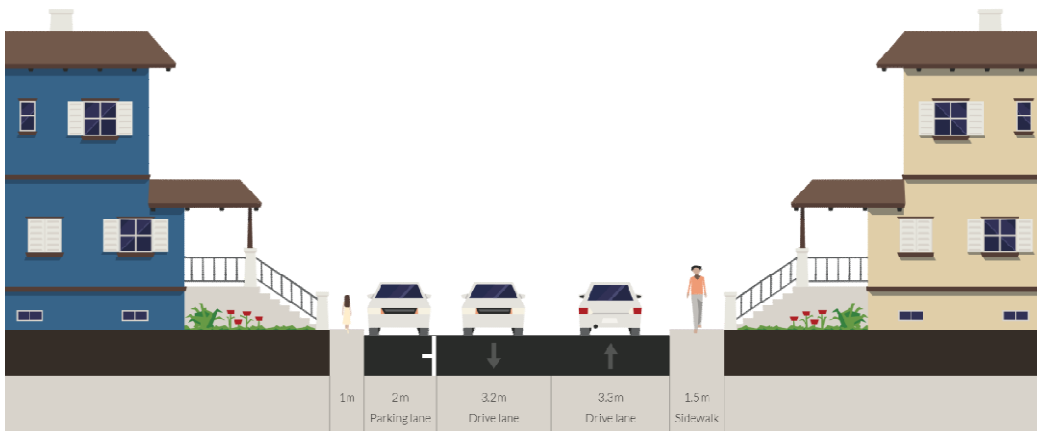 1m
2m
Parking lane
3.2m
Drive lane
3.3m
Drive lane
1.5m
Sidewalk